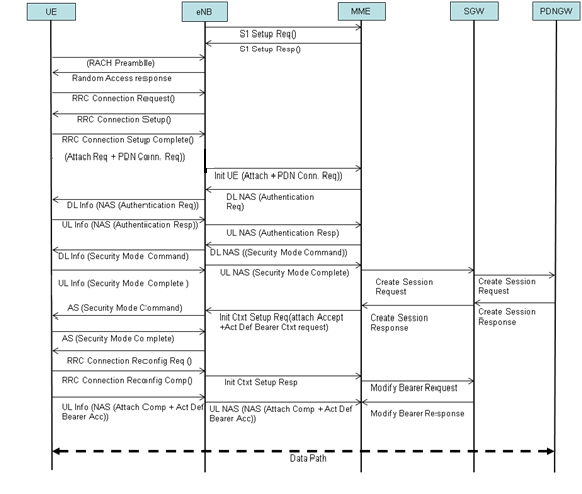 UE
eNB
MME
SGW
PDNGW
S1 Setup Req()
S1 Setup Resp()
(RACH Preamble)
Random Access response
RRC Connection Request()
RRC Connection Setup()
RRC Connection Setup Complete()
(Attach Req + PDN Conn. Req))
Init UE (Attach + PDN Conn. Req))
DL NAS (Authentication
Req)
DL Info (NAS (Authentication Req))
UL Info (NAS (Authentication Resp))
UL NAS (Authentication Resp)
DL NAS ((Security Mode Command))
DL Info (Security Mode Command)
UL NAS (Security Mode Complete)
UL Info (Security Mode Complete )
Create Session
Request
Create Session
Request
AS (Security Mode Command)
Init Ctxt Setup Req(attach Accept
+Act Def Bearer Ctxt request)
Create Session
Response
Create Session
Response
AS (Security Mode Complete)
RRC Connection Reconfig Req ()
RRC Connection Reconfig Comp()
Init Ctxt Setup Resp
Modify Bearer Request
UL Info (NAS (Attach Comp + Act Def
Bearer Acc))
UL NAS (NAS (Attach Comp + Act Def
Bearer Acc))
Modify Bearer Response
Data Path